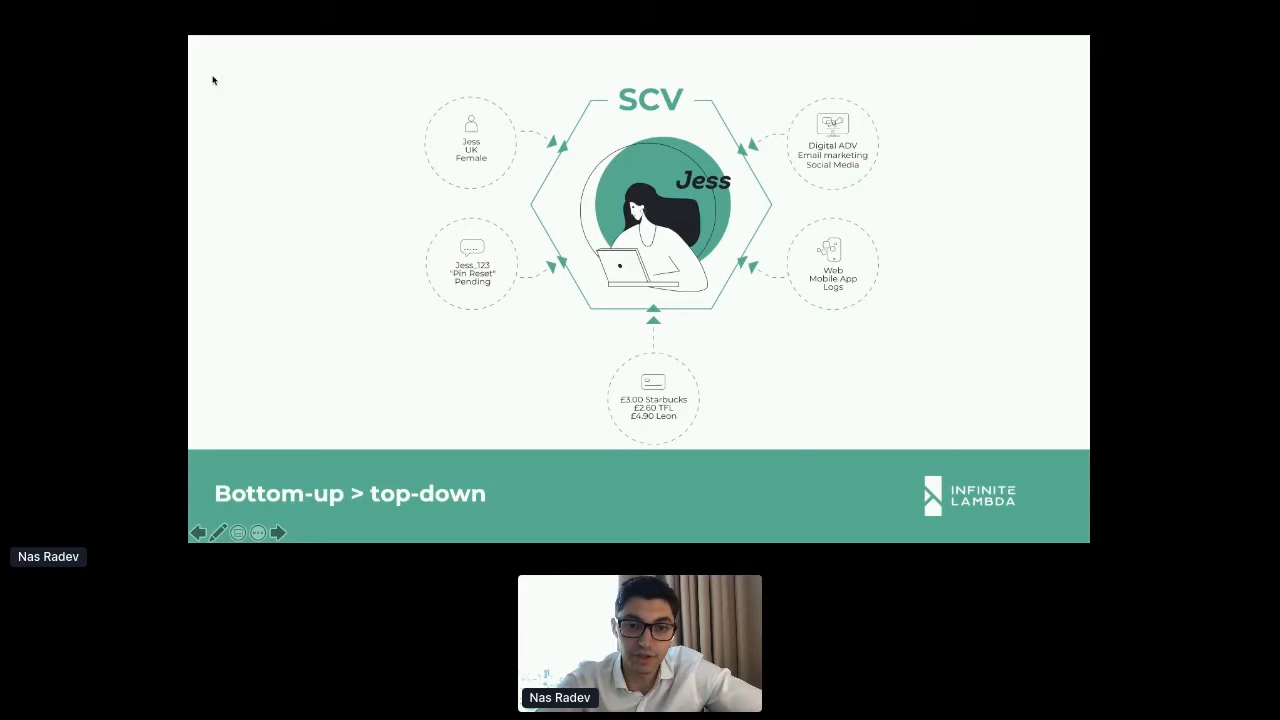 SCV
Jess
UK
Female
Jess
Digital ADV
Email marketing
Social Media
Jess_123
"Pin Reset"
Pending
Web
Mobile App
Logs
£3.00 Starbucks
£2.60 TFL
£4.90 Leon
Bottom-up > top-down
INFINITE
LAMBDA
Nas Radev
Nas Radev